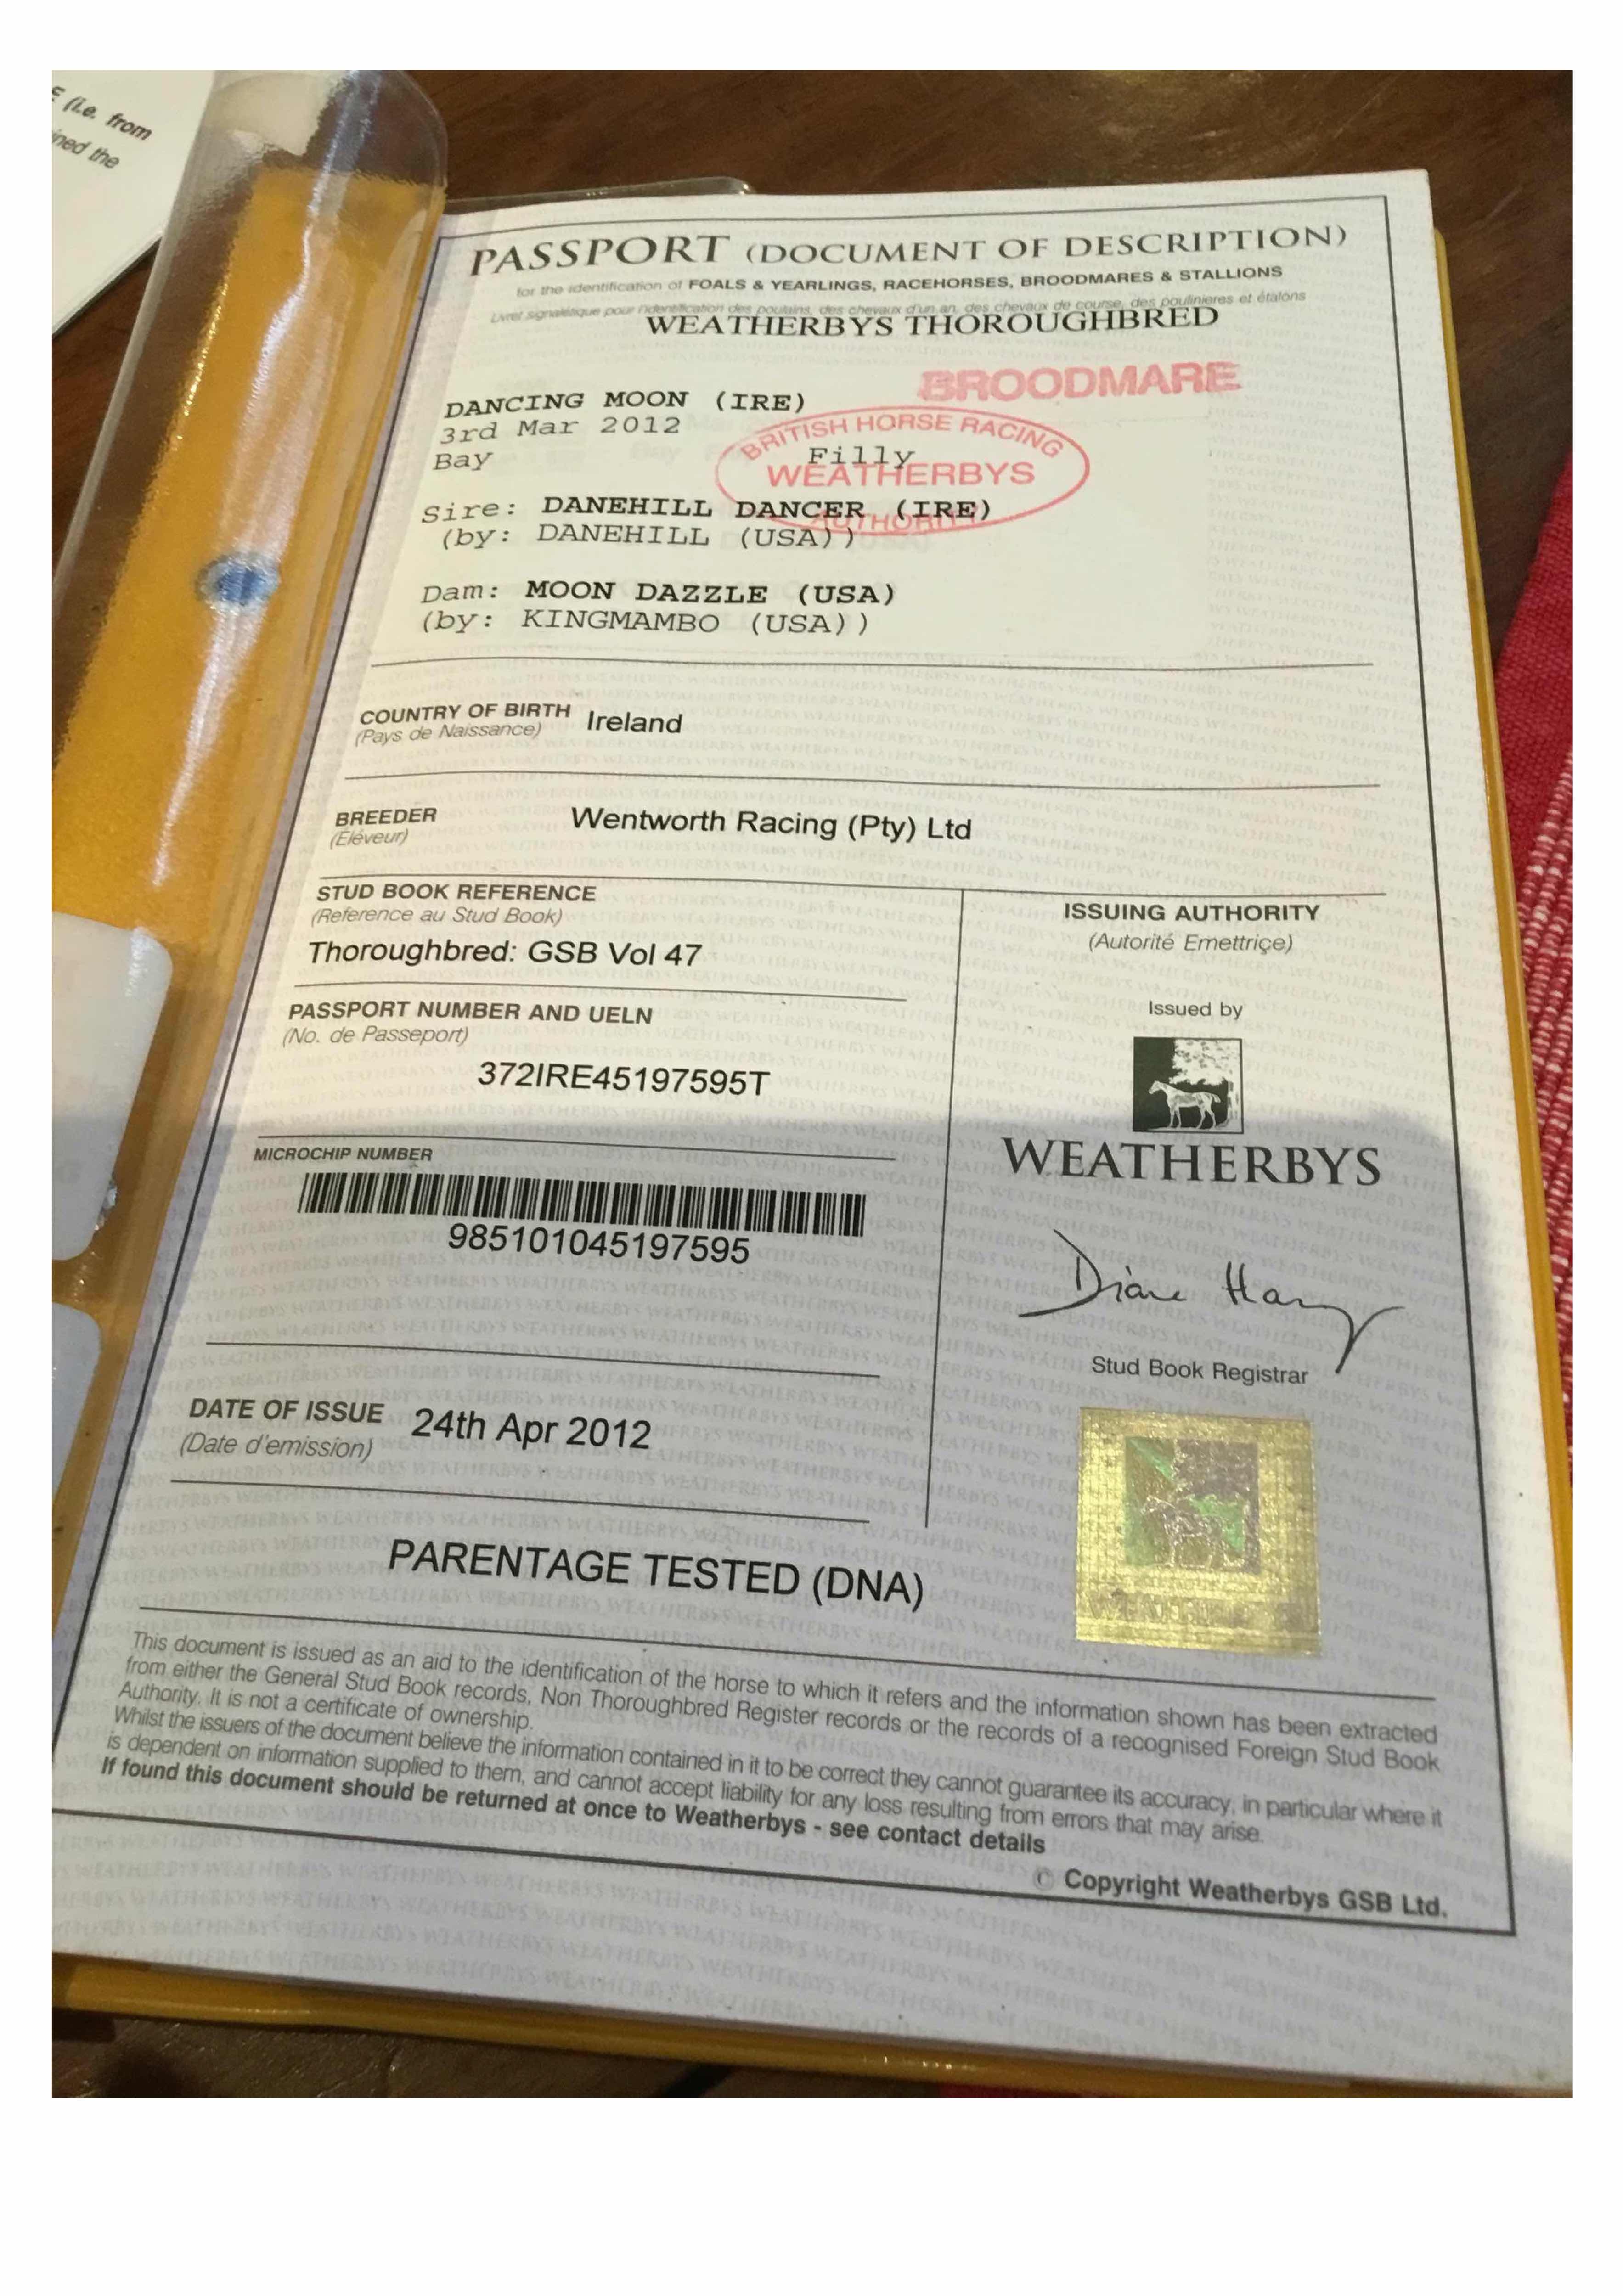 E (i.e. from
ined the
PASSPORT (DOCUMENT OF DESCRIPTION)
for the identification of FOALS & YEARLINGS, RACEHORSES, BROODMARES & STALLIONS
Livret signalétique pour l'identification des poulains, des chevaux d'un an, des chevaux de course, des poulinieres et étalons
WEATHERBYS THOROUGHBRED
BROODMARE
DANCING MOON (IRE)
3rd Mar 2012
BRITISH HORSE RACING
Bay Filly
WEATHERBYS
AUTHORITY
Sire: DANEHILL DANCER (IRE)
(by: DANEHILL (USA))
Dam: MOON DAZZLE (USA)
(by: KINGMAMBO (USA))
COUNTRY OF BIRTH Ireland
(Pays de Naissance)
BREEDER Wentworth Racing (Pty) Ltd
(Éléveur)
STUD BOOK REFERENCE
(Reference au Stud Book)
Thoroughbred: GSB Vol 47
PASSPORT NUMBER AND UELN
(No. de Passeport)
372IRE45197595T
MICROCHIP NUMBER
985101045197595
DATE OF ISSUE 24th Apr 2012
(Date d'emission)
ISSUING AUTHORITY
(Autorité Emettriçe)
Issued by
WEATHERBYS
Diane Han
Stud Book Registrar
PARENTAGE TESTED (DNA)
This document is issued as an aid to the identification of the horse to which it refers and the information shown has been extracted
from either the General Stud Book records, Non Thoroughbred Register records or the records of a recognised Foreign Stud Book
Authority. It is not a certificate of ownership.
Whilst the issuers of the document believe the information contained in it to be correct they cannot guarantee its accuracy, in particular where it
is dependent on information supplied to them, and cannot accept liability for any loss resulting from errors that may arise.
If found this document should be returned at once to Weatherbys - see contact details
© Copyright Weatherbys GSB Ltd.